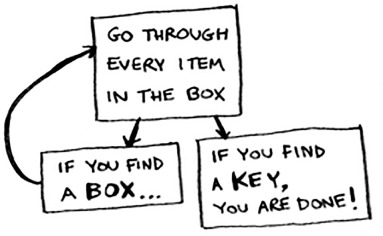 GO THROUGH
EVERY ITEM
IN THE BOX
IF YOU FIND
A BOX...
IF YOU FIND
A KEY,
YOU ARE DONE!